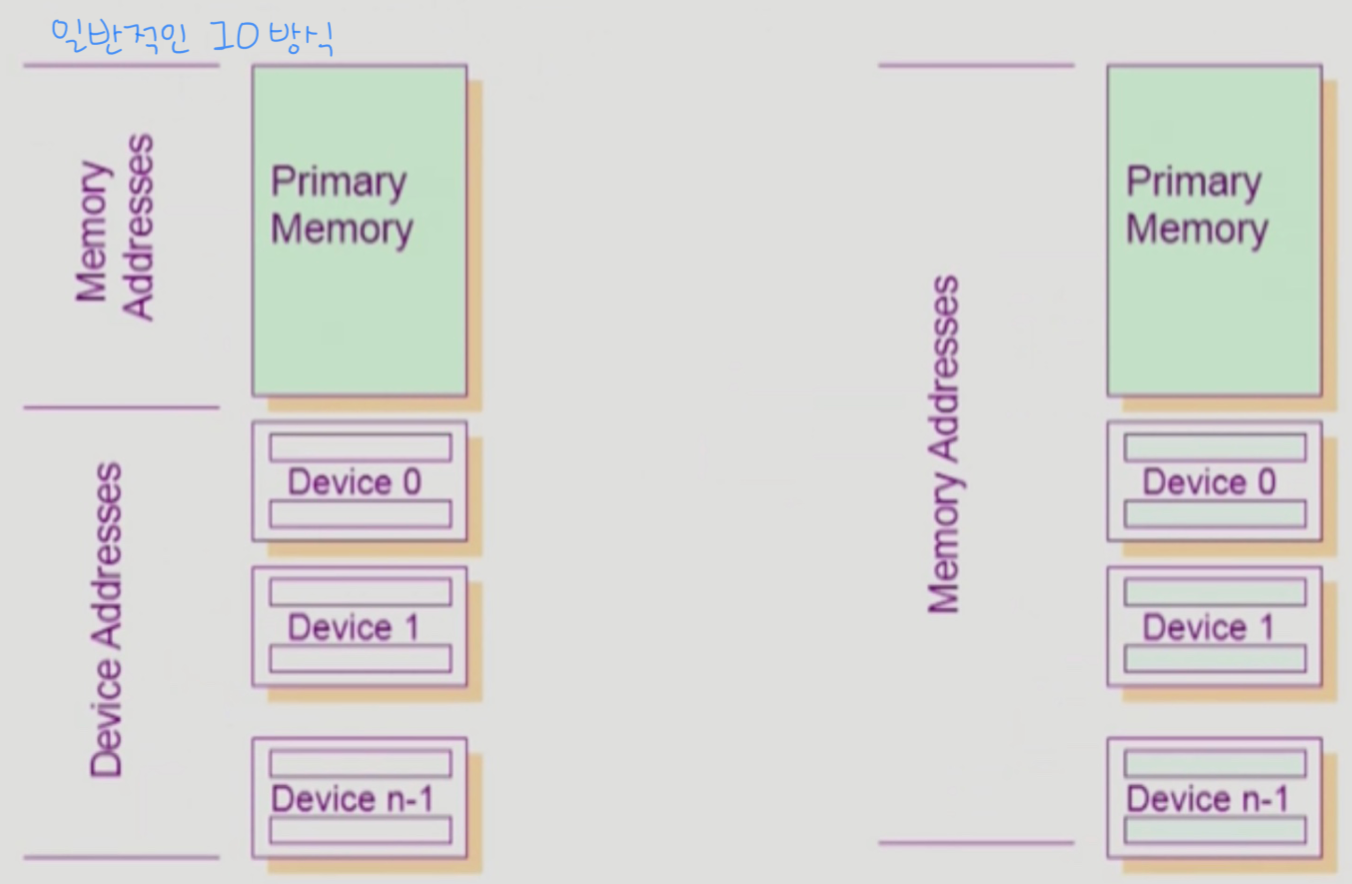 일반적인 IO 방식
Memory
Addresses
Primary
Memory
Device Addresses
Device 0
Device 1
Device n-1
Memory Addresses
Primary
Memory
Device 0
Device 1
Device n-1